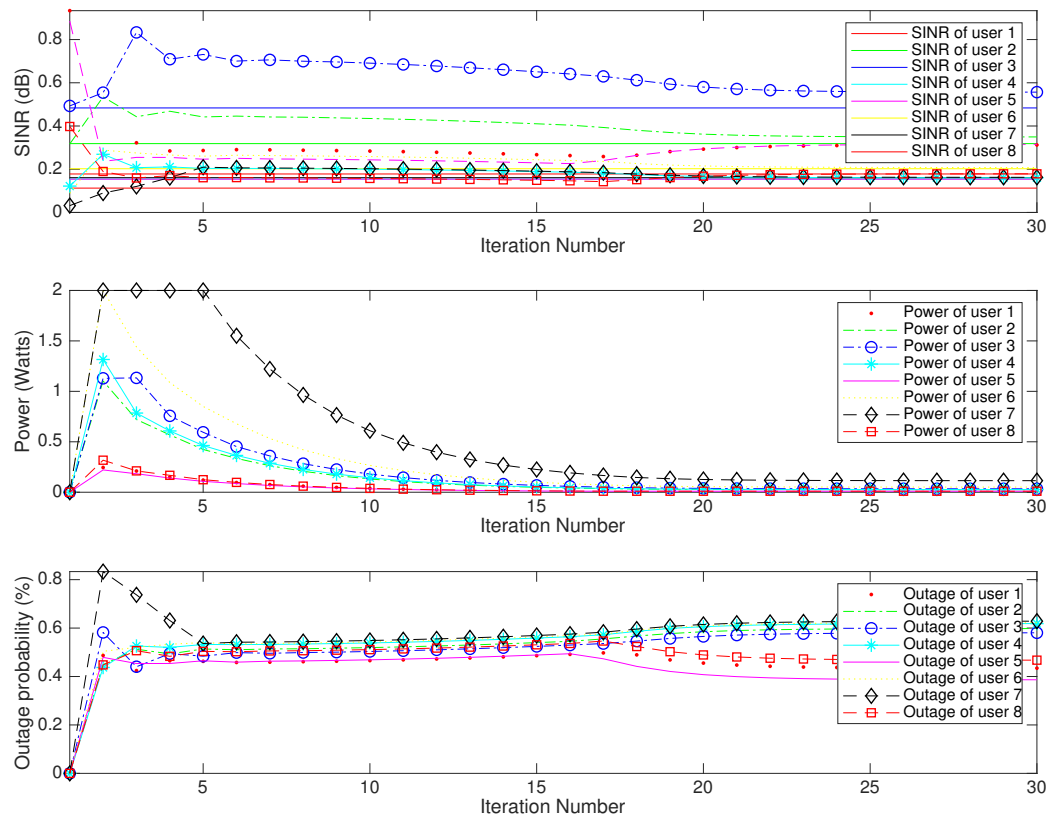 0.8
0.6
0.4
0.2
0
SINR (dB)
SINR of user 1
SINR of user 2
SINR of user 3
SINR of user 4
SINR of user 5
SINR of user 6
SINR of user 7
SINR of user 8
5 10 15 20 25 30
Iteration Number
2
1.5
1
0.5
0
Power (Watts)
Power of user 1
Power of user 2
Power of user 3
Power of user 4
Power of user 5
Power of user 6
Power of user 7
Power of user 8
5 10 15 20 25 30
Iteration Number
0.8
0.6
0.4
0.2
0
Outage probability (%)
Outage of user 1
Outage of user 2
Outage of user 3
Outage of user 4
Outage of user 5
Outage of user 6
Outage of user 7
Outage of user 8
5 10 15 20 25 30
Iteration Number